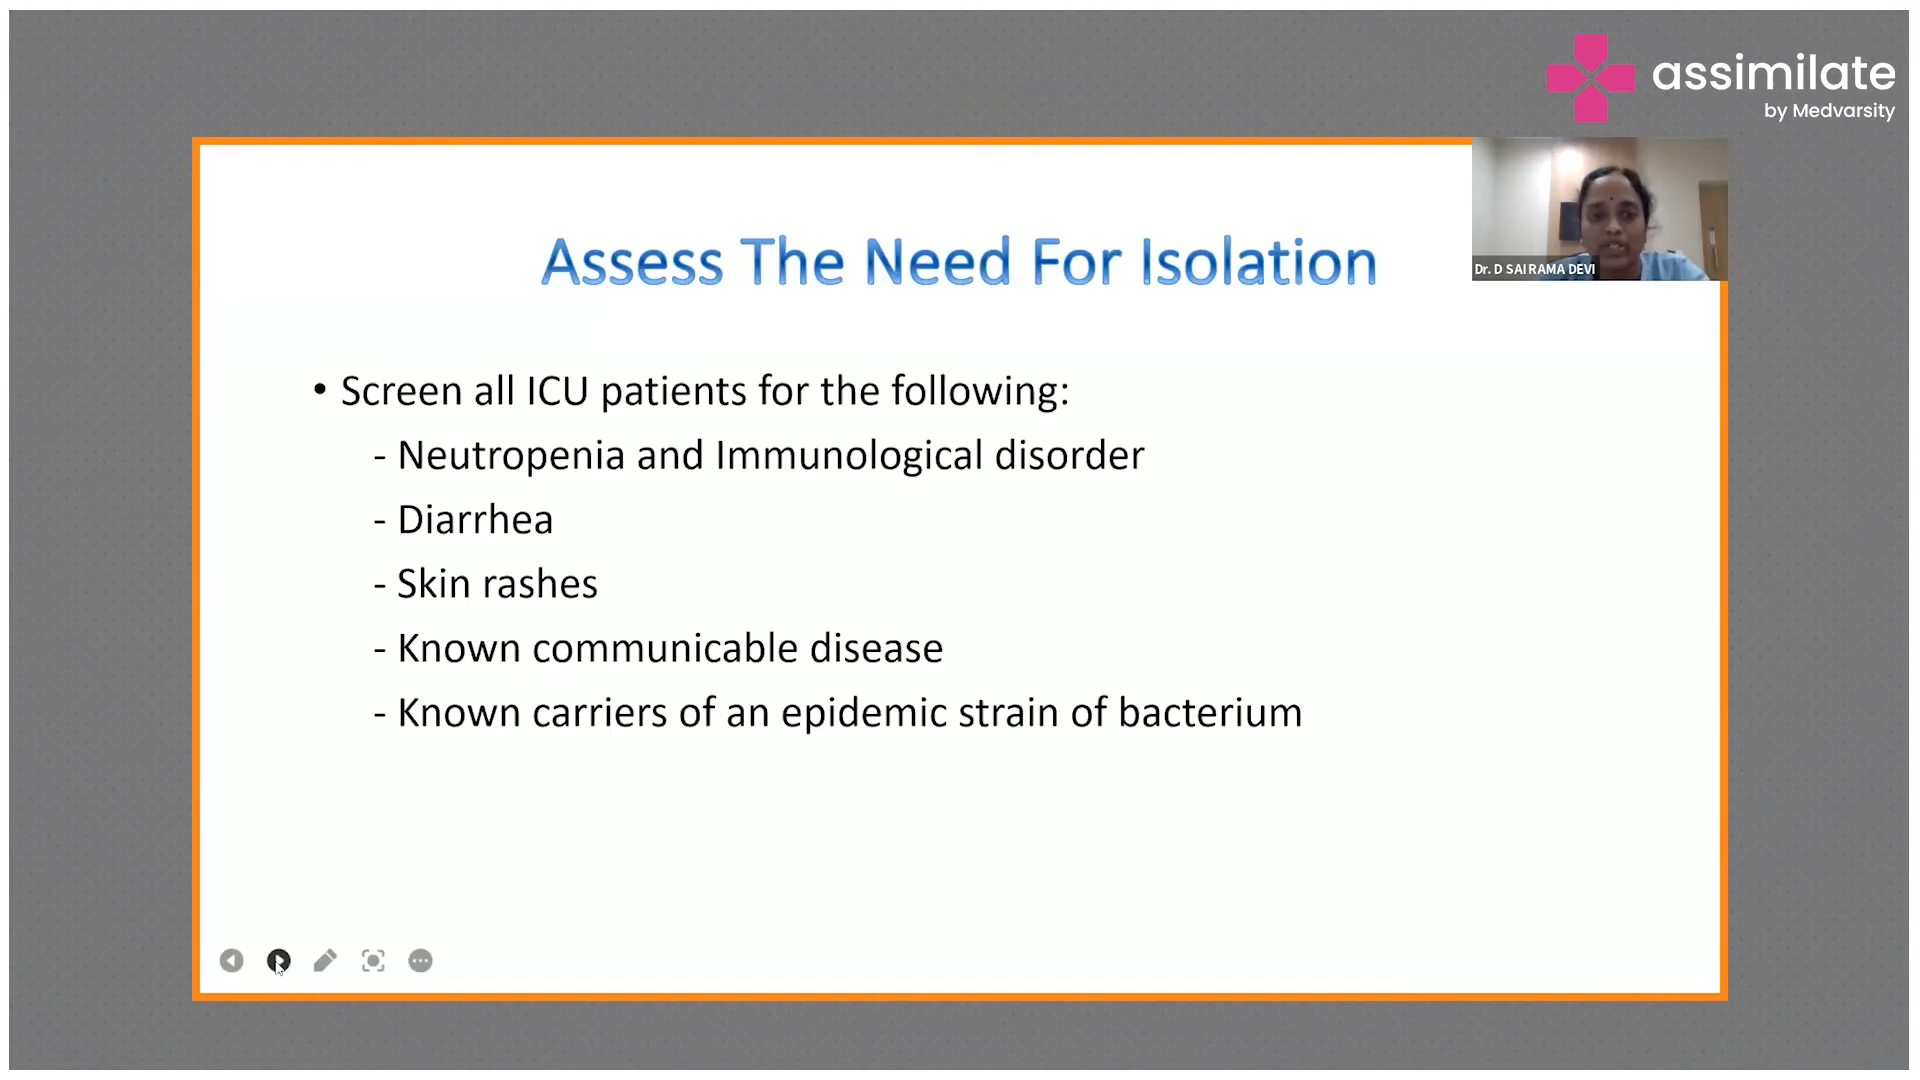 assimilate
by Medvarsity
Assess The Need For Isolation
Dr. D SAI RAMA DEVI
• Screen all ICU patients for the following:
- Neutropenia and Immunological disorder
- Diarrhea
- Skin rashes
- Known communicable disease
- Known carriers of an epidemic strain of bacterium